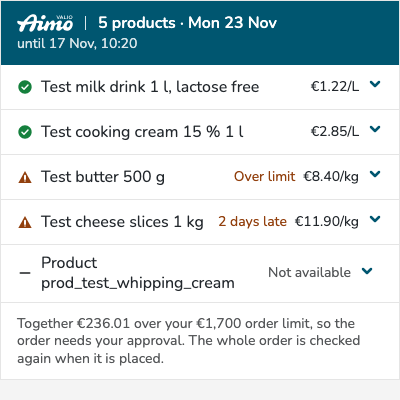 Aimo VALIO 5 products · Mon 23 Nov
until 17 Nov, 10:20
Test milk drink 1 l, lactose free €1.22/L
Test cooking cream 15 % 1 l €2.85/L
Test butter 500 g Over limit €8.40/kg
Test cheese slices 1 kg 2 days late €11.90/kg
Product
prod_test_whipping_cream Not available
Together €236.01 over your €1,700 order limit, so the
order needs your approval. The whole order is checked
again when it is placed.